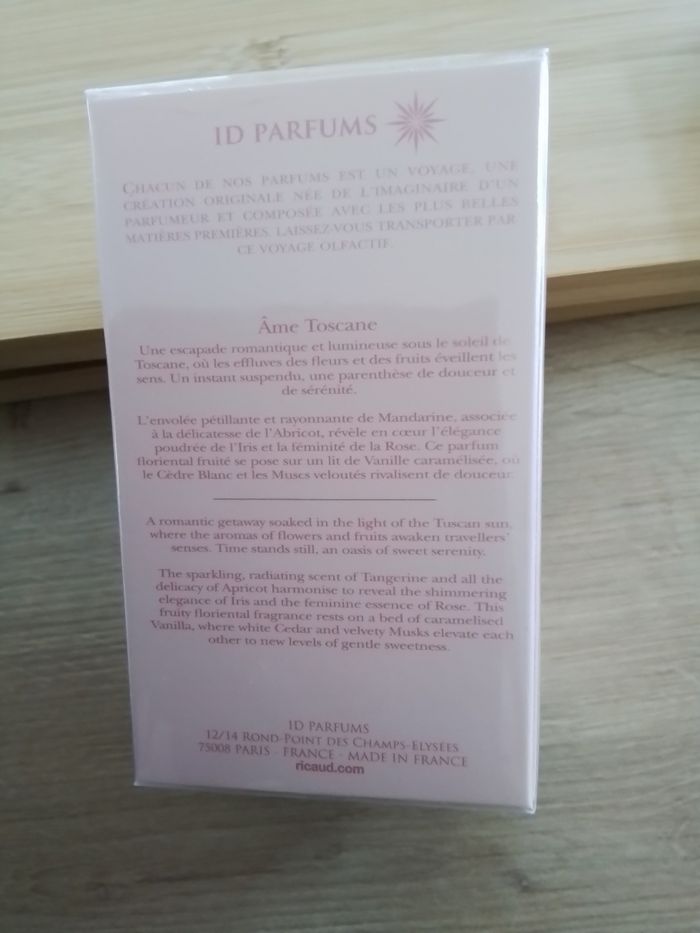 ID PARFUMS
CHACUN DE NOS PARFUMS EST UN VOYAGE, UNE
CRÉATION ORIGINALE NÉE DE L'IMAGINAIRE D'UN
PARFUMEUR ET COMPOSÉE AVEC LES PLUS BELLES
MATIÈRES PREMIÈRES. LAISSEZ-VOUS TRANSPORTER PAR
CE VOYAGE OLFACTIF.
Âme Toscane
Une escapade romantique et lumineuse sous le soleil de
Toscane, où les effluves des fleurs et des fruits éveillent les
sens. Un instant suspendu, une parenthèse de douceur et
de sérénité.
L'envolée pétillante et rayonnante de Mandarine, associée
à la délicatesse de l'Abricot, révèle en cœur l'élégance
poudrée de l'Iris et la féminité de la Rose. Ce parfum
floriental fruité se pose sur un lit de Vanille caramélisée, où
le Cèdre Blanc et les Muscs veloutés rivalisent de douceur.
A romantic getaway soaked in the light of the Tuscan sun,
where the aromas of flowers and fruits awaken travellers'
senses. Time stands still, an oasis of sweet serenity.
The sparkling, radiating scent of Tangerine and all the
delicacy of Apricot harmonise to reveal the shimmering
elegance of Iris and the feminine essence of Rose. This
fruity floriental fragrance rests on a bed of caramelised
Vanilla, where white Cedar and velvety Musks elevate each
other to new levels of gentle sweetness.
ID PARFUMS
12/14 ROND-POINT DES CHAMPS-ELYSÉES
75008 PARIS - FRANCE - MADE IN FRANCE
ricaud.com